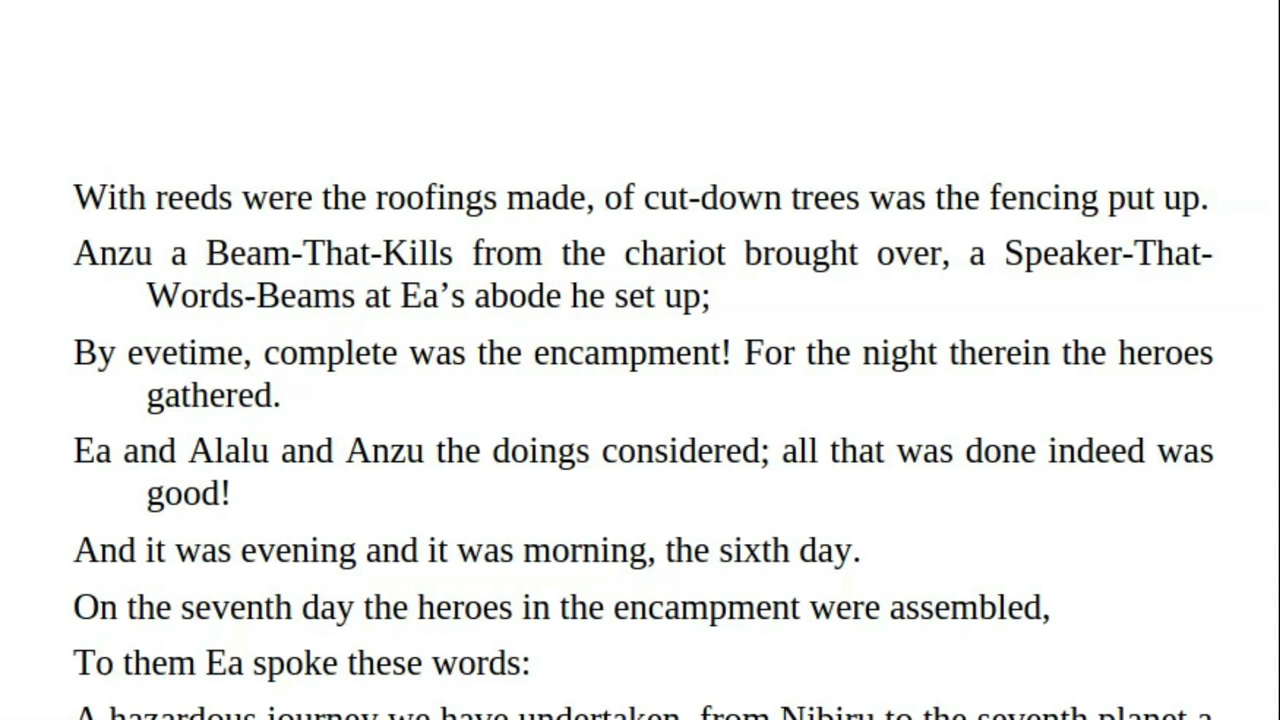 With reeds were the roofings made, of cut-down trees was the fencing put up.
Anzu a Beam-That-Kills from the chariot brought over, a Speaker-That-
Words-Beams at Ea’s abode he set up;
By evetime, complete was the encampment! For the night therein the heroes
gathered.
Ea and Alalu and Anzu the doings considered; all that was done indeed was
good!
And it was evening and it was morning, the sixth day.
On the seventh day the heroes in the encampment were assembled,
To them Ea spoke these words:
A hazardous journey we have undertaken, from Nibiru to the seventh planet a